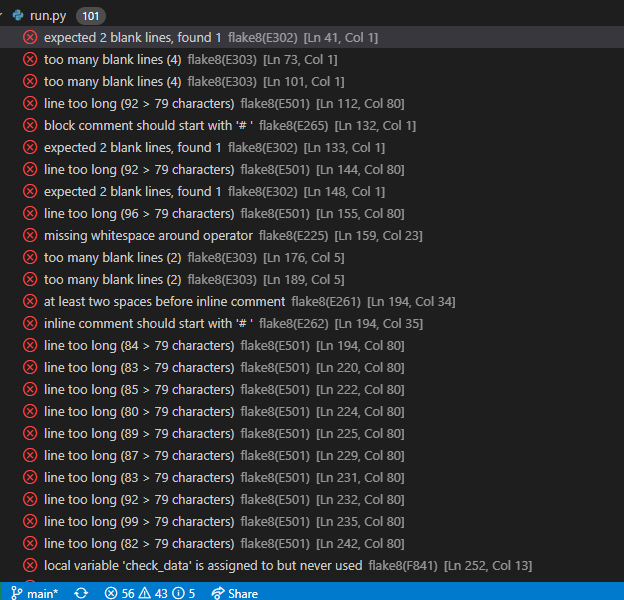 run.py 101
expected 2 blank lines, found 1 flake8(E302) [Ln 41, Col 1]
too many blank lines (4) flake8(E303) [Ln 73, Col 1]
too many blank lines (4) flake8(E303) [Ln 101, Col 1]
line too long (92 > 79 characters) flake8(E501) [Ln 112, Col 80]
block comment should start with '# ' flake8(E265) [Ln 132, Col 1]
expected 2 blank lines, found 1 flake8(E302) [Ln 133, Col 1]
line too long (92 > 79 characters) flake8(E501) [Ln 144, Col 80]
expected 2 blank lines, found 1 flake8(E302) [Ln 148, Col 1]
line too long (96 > 79 characters) flake8(E501) [Ln 155, Col 80]
missing whitespace around operator flake8(E225) [Ln 159, Col 23]
too many blank lines (2) flake8(E303) [Ln 176, Col 5]
too many blank lines (2) flake8(E303) [Ln 189, Col 5]
at least two spaces before inline comment flake8(E261) [Ln 194, Col 34]
inline comment should start with '# ' flake8(E262) [Ln 194, Col 35]
line too long (84 > 79 characters) flake8(E501) [Ln 194, Col 80]
line too long (83 > 79 characters) flake8(E501) [Ln 220, Col 80]
line too long (85 > 79 characters) flake8(E501) [Ln 222, Col 80]
line too long (80 > 79 characters) flake8(E501) [Ln 224, Col 80]
line too long (89 > 79 characters) flake8(E501) [Ln 225, Col 80]
line too long (87 > 79 characters) flake8(E501) [Ln 229, Col 80]
line too long (83 > 79 characters) flake8(E501) [Ln 231, Col 80]
line too long (92 > 79 characters) flake8(E501) [Ln 232, Col 80]
line too long (99 > 79 characters) flake8(E501) [Ln 235, Col 80]
line too long (82 > 79 characters) flake8(E501) [Ln 242, Col 80]
local variable 'check_data' is assigned to but never used flake8(F841) [Ln 252, Col 13]
main* 56 43 5 Share